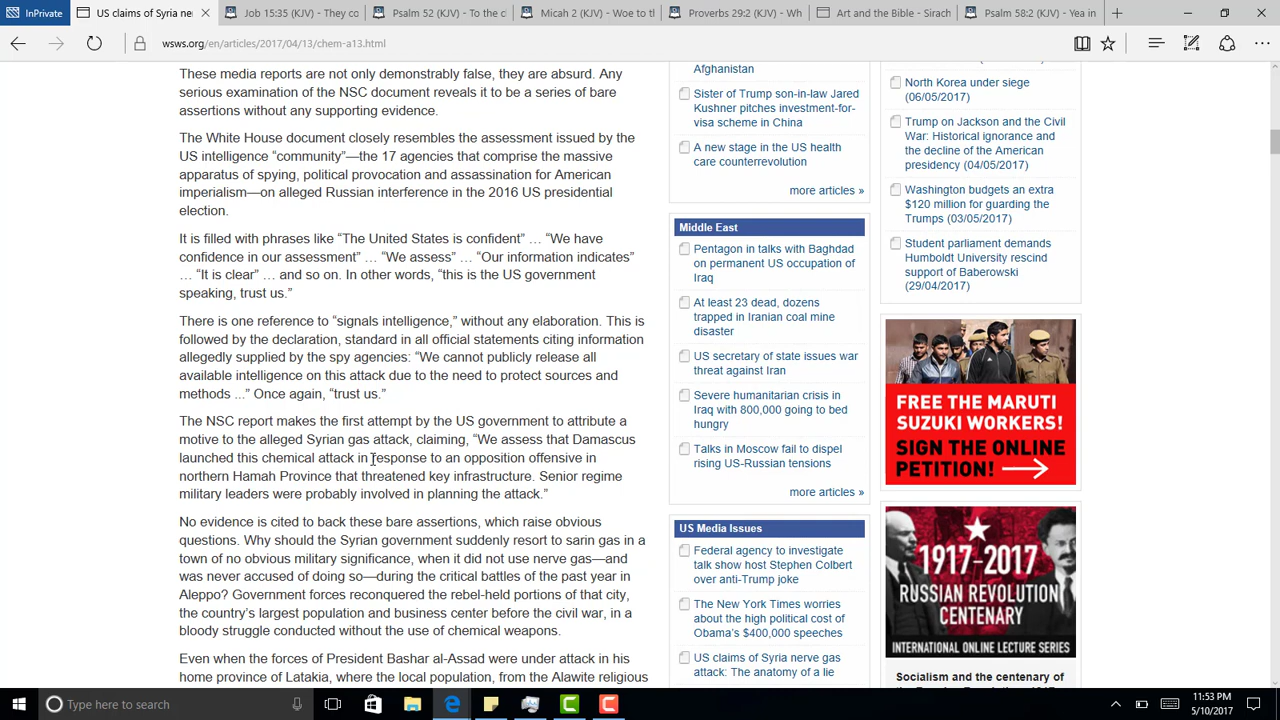 InPrivate
US claims of Syria ner
Job 15:35 (KJV) - They co
Psalm 52 (KJV) - To the c
Micah 2 (KJV) - Woe to tl
Proverbs 29:2 (KJV) - Wh
Art and the Bible - Sirach
Psalm 58:2 (KJV) - Yea in
wsws.org/en/articles/2017/04/13/chem-a13.html
These media reports are not only demonstrably false, they are absurd. Any
serious examination of the NSC document reveals it to be a series of bare
assertions without any supporting evidence.
The White House document closely resembles the assessment issued by the
US intelligence “community”—the 17 agencies that comprise the massive
apparatus of spying, political provocation and assassination for American
imperialism—on alleged Russian interference in the 2016 US presidential
election.
It is filled with phrases like “The United States is confident” … “We have
confidence in our assessment” … “We assess” … “Our information indicates”
… “It is clear” … and so on. In other words, “this is the US government
speaking, trust us.”
There is one reference to “signals intelligence,” without any elaboration. This is
followed by the declaration, standard in all official statements citing information
allegedly supplied by the spy agencies: “We cannot publicly release all
available intelligence on this attack due to the need to protect sources and
methods ...” Once again, “trust us.”
The NSC report makes the first attempt by the US government to attribute a
motive to the alleged Syrian gas attack, claiming, “We assess that Damascus
launched this chemical attack in response to an opposition offensive in
northern Hamah Province that threatened key infrastructure. Senior regime
military leaders were probably involved in planning the attack.”
No evidence is cited to back these bare assertions, which raise obvious
questions. Why should the Syrian government suddenly resort to sarin gas in a
town of no obvious military significance, when it did not use nerve gas—and
was never accused of doing so—during the critical battles of the past year in
Aleppo? Government forces reconquered the rebel-held portions of that city,
the country’s largest population and business center before the civil war, in a
bloody struggle conducted without the use of chemical weapons.
Even when the forces of President Bashar al-Assad were under attack in his
home province of Latakia, where the local population, from the Alawite religious
Afghanistan
Sister of Trump son-in-law Jared
Kushner pitches investment-for-
visa scheme in China
A new stage in the US health
care counterrevolution
more articles »
Middle East
Pentagon in talks with Baghdad
on permanent US occupation of
Iraq
At least 23 dead, dozens
trapped in Iranian coal mine
disaster
US secretary of state issues war
threat against Iran
Severe humanitarian crisis in
Iraq with 800,000 going to bed
hungry
Talks in Moscow fail to dispel
rising US-Russian tensions
more articles »
US Media Issues
Federal agency to investigate
talk show host Stephen Colbert
over anti-Trump joke
The New York Times worries
about the high political cost of
Obama’s $400,000 speeches
US claims of Syria nerve gas
attack: The anatomy of a lie
North Korea under siege
(06/05/2017)
Trump on Jackson and the Civil
War: Historical ignorance and
the decline of the American
presidency (04/05/2017)
Washington budgets an extra
$120 million for guarding the
Trumps (03/05/2017)
Student parliament demands
Humboldt University rescind
support of Baberowski
(29/04/2017)
FREE THE MARUTI
SUZUKI WORKERS!
SIGN THE ONLINE
PETITION!
1917-2017
RUSSIAN REVOLUTION
CENTENARY
INTERNATIONAL ONLINE LECTURE SERIES
Socialism and the centenary of
Type here to search
11:53 PM
5/10/2017